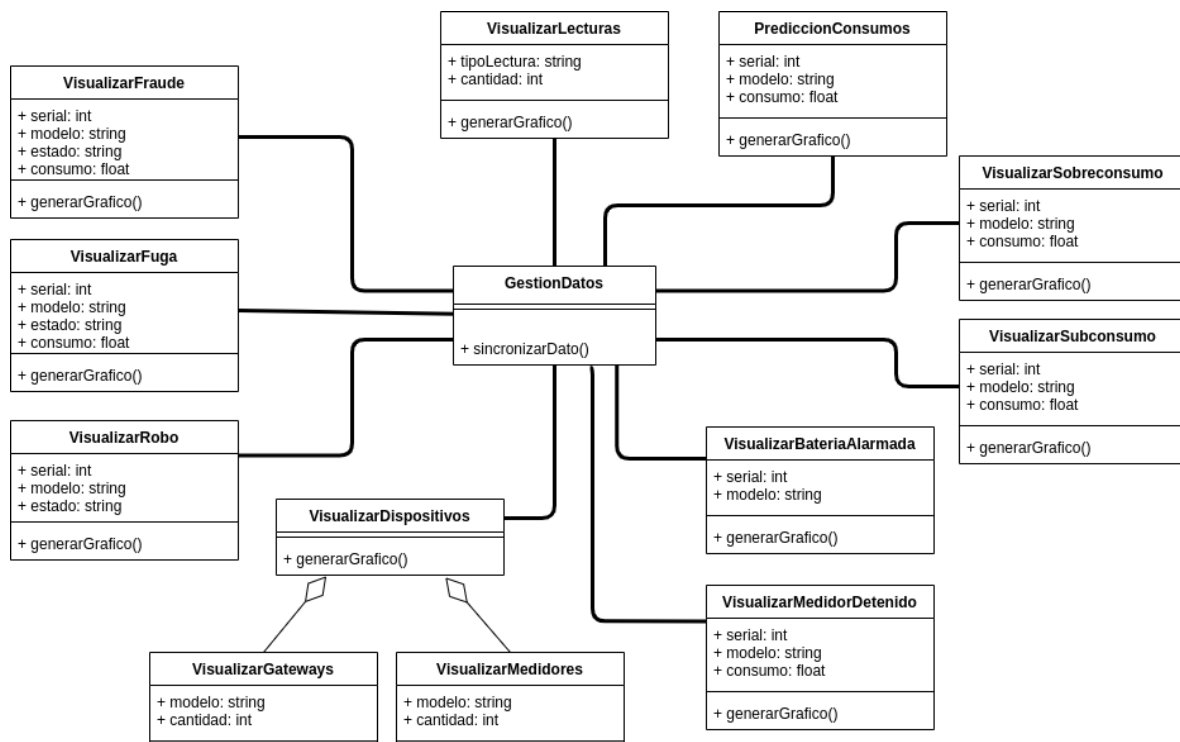 VisualizarLecturas
+ tipoLectura: string
+ cantidad: int
+ generarGrafico()
PrediccionConsumos
+ serial: int
+ modelo: string
+ consumo: float
+ generarGrafico()
VisualizarFraude
+ serial: int
+ modelo: string
+ estado: string
+ consumo: float
+ generarGrafico()
VisualizarSobreconsumo
+ serial: int
+ modelo: string
+ consumo: float
+ generarGrafico()
VisualizarFuga
+ serial: int
+ modelo: string
+ estado: string
+ consumo: float
+ generarGrafico()
GestionDatos
+ sincronizarDato()
VisualizarSubconsumo
+ serial: int
+ modelo: string
+ consumo: float
+ generarGrafico()
VisualizarRobo
+ serial: int
+ modelo: string
+ estado: string
+ generarGrafico()
VisualizarBateriaAlarmada
+ serial: int
+ modelo: string
+ generarGrafico()
VisualizarDispositivos
+ generarGrafico()
VisualizarMedidorDetenido
+ serial: int
+ modelo: string
+ consumo: float
+ generarGrafico()
VisualizarGateways
+ modelo: string
+ cantidad: int
VisualizarMedidores
+ modelo: string
+ cantidad: int